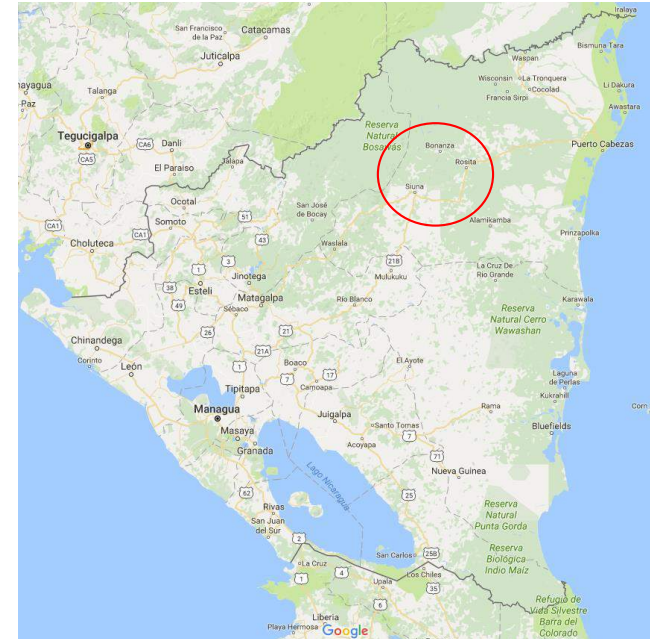 Iralaya
San Francisco
de la Paz
Catacamas
Juticalpa
Bismuna Tara
Waspan
Wisconsin
La Tronquera
Cocolad
Francia Sirpi
Li Dakura
Awastara
Talanga
Paz
Tegucigalpa
CA5
CA6
Danli
El Paraiso
Jalapa
Reserva
Natural
Bosawás
Bonanza
Rosita
Siuna
Puerto Cabezas
Ocotal
Somoto
CA1
CA1
51
43
San José
de Bocay
Alamikamba
Prinzapolka
Choluteca
Waslala
21B
Mulukuku
La Cruz De
Rio Grande
3
1
Jinotega
38
Esteli
49
Matagalpa
Sébaco
Rio Blanco
Karawala
Reserva
Natural Cerro
Wawashan
26
21
Chinandega
Corinto
León
21A
1
Boaco
7
17
Camoapa
El Ayote
Laguna
de Perlas
Kukrahill
Tipitapa
Managua
Masaya
Granada
Juigalpa
Santo Tomas
Acoyapa
7
71
Rama
Bluefields
Corn
Nueva Guinea
Lago Nicaragua
62
25
Rivas
San Juan
del Sur
2
Reserva
Natural
Punta Gorda
Reserva
Biológica
Indio Maíz
San Carlos
25B
La Cruz
1
4
Upala
Los Chiles
35
6
Refugio de
Vida Silvestre
Barra del
Colorado
Liberia
Playa Hermosa
Google